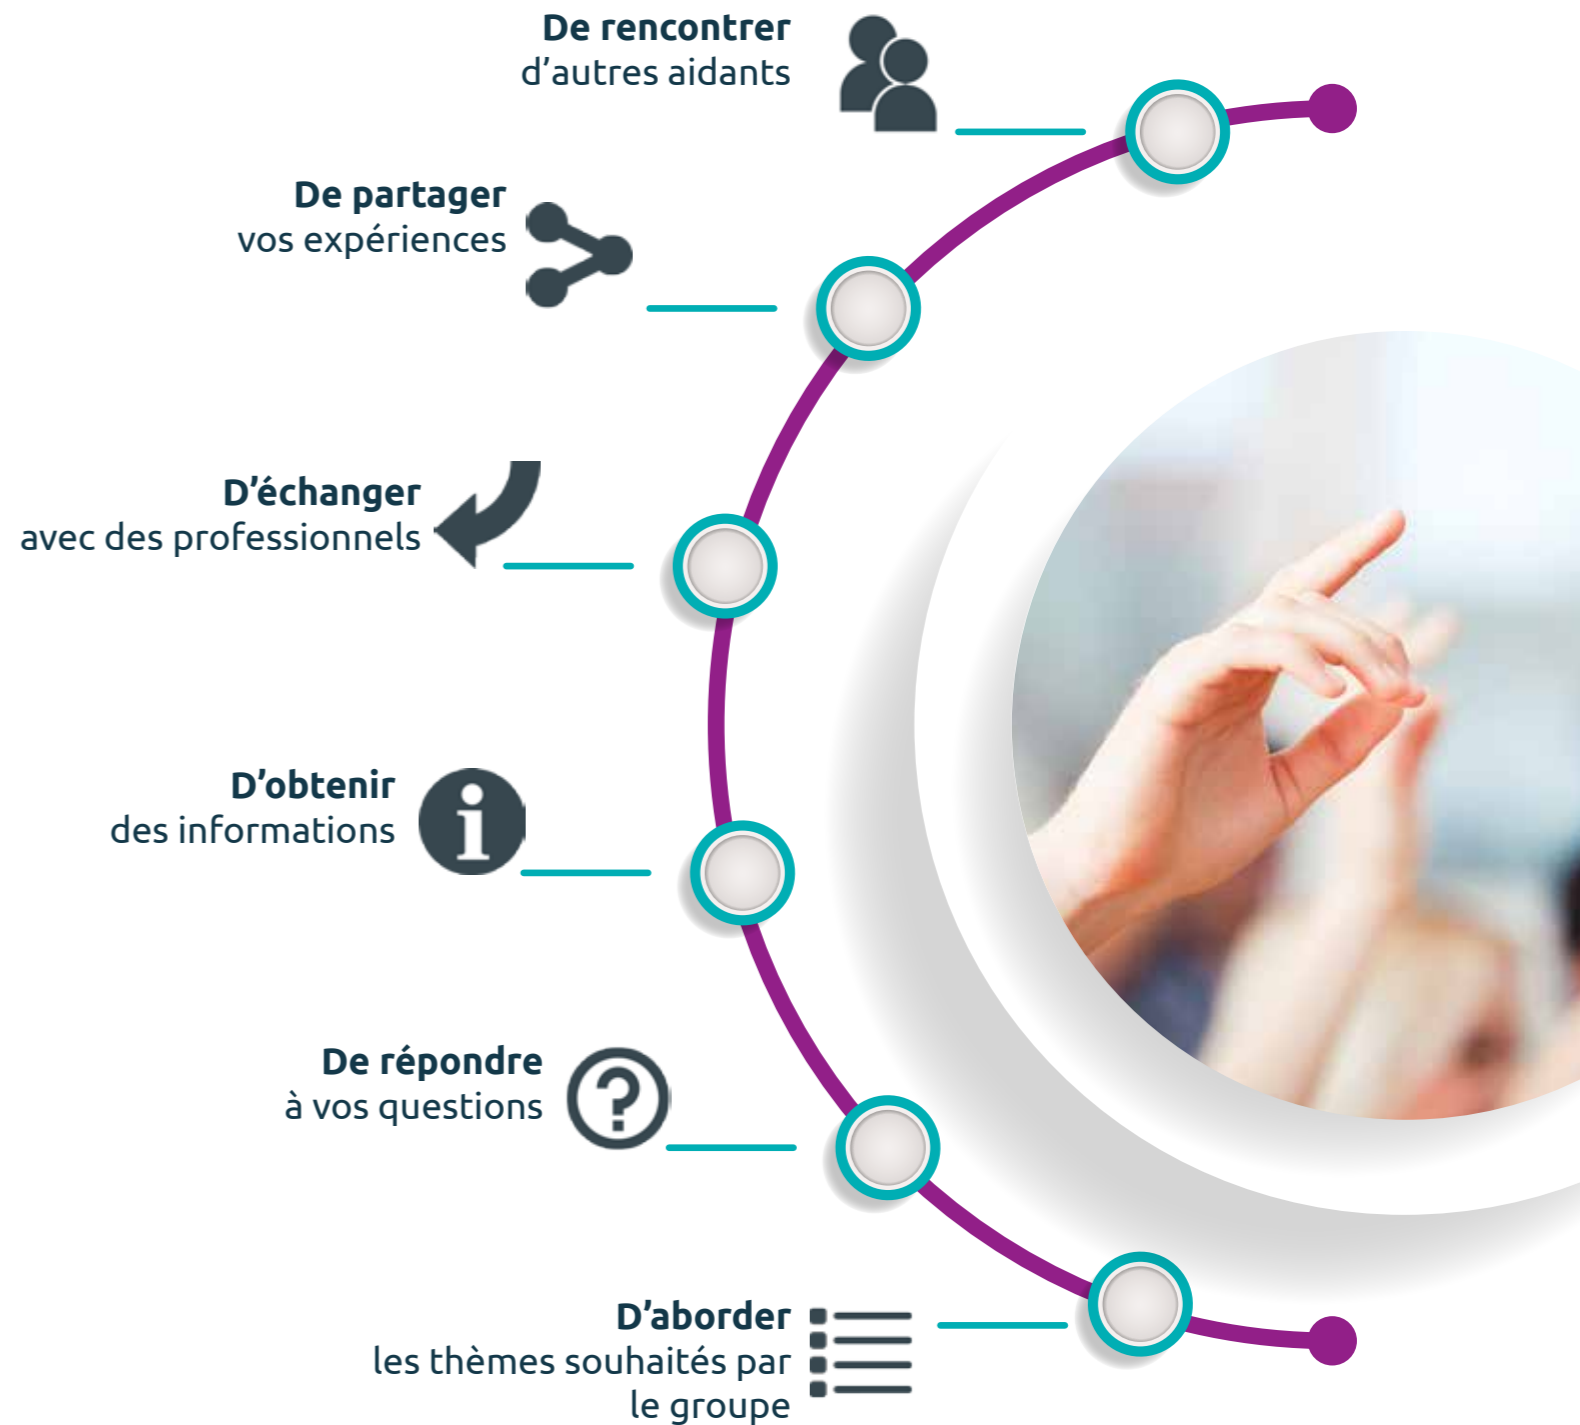 De rencontrer
d’autres aidants
De partager
vos expériences
D’échanger
avec des professionnels
D’obtenir
des informations
De répondre
à vos questions
D’aborder
les thèmes souhaités par
le groupe